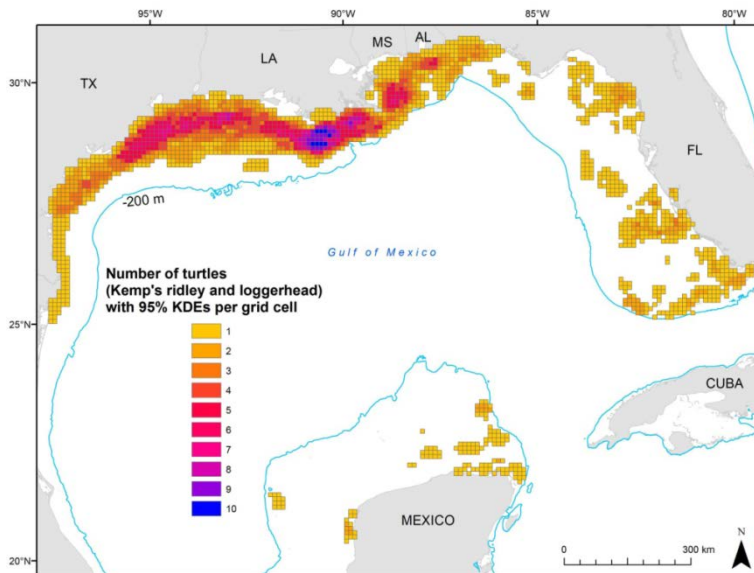 95°W
90°W
85°W
80°W
30°N
25°N
20°N
TX
LA
MS
AL
FL
-200 m
Gulf of Mexico
Number of turtles
(Kemp's ridley and loggerhead)
with 95% KDEs per grid cell
1
2
3
4
5
6
7
8
9
10
CUBA
MEXICO
0
300 km
N